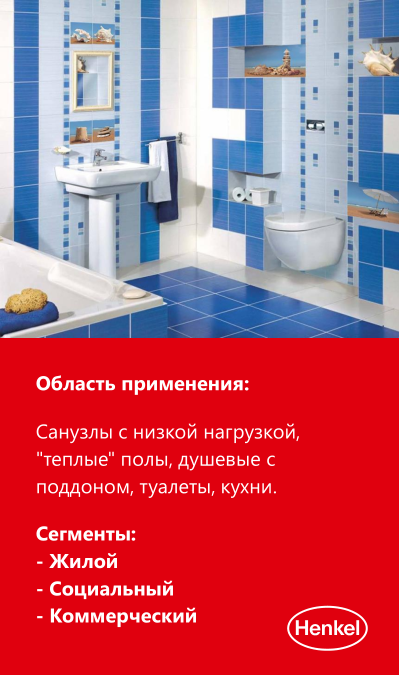 Область применения:
Санузлы с низкой нагрузкой,
"теплые" полы, душевые с
поддоном, туалеты, кухни.
Сегменты:
- Жилой
- Социальный
- Коммерческий
Henkel